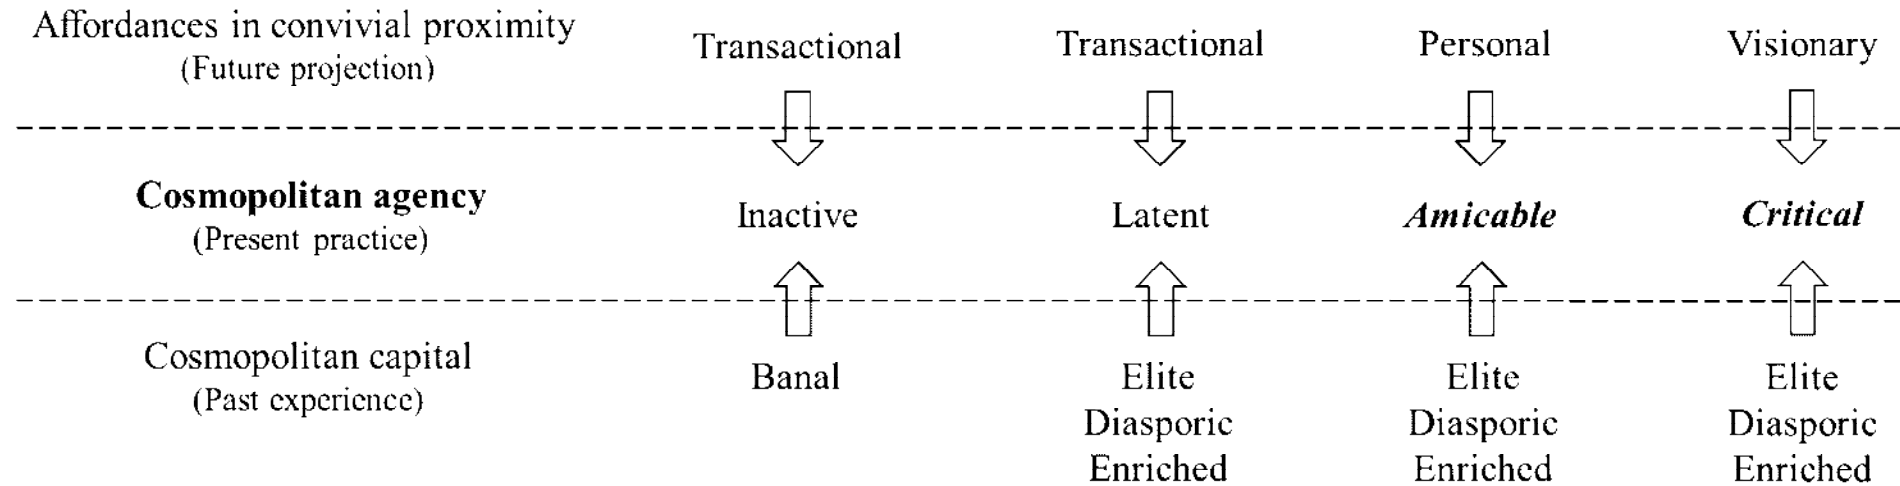 Affordances in convivial proximity
(Future projection)
Transactional
Transactional
Personal
Visionary
Cosmopolitan agency
(Present practice)
Inactive
Latent
Amicable
Critical
Cosmopolitan capital
(Past experience)
Banal
Elite
Diasporic
Enriched
Elite
Diasporic
Enriched
Elite
Diasporic
Enriched